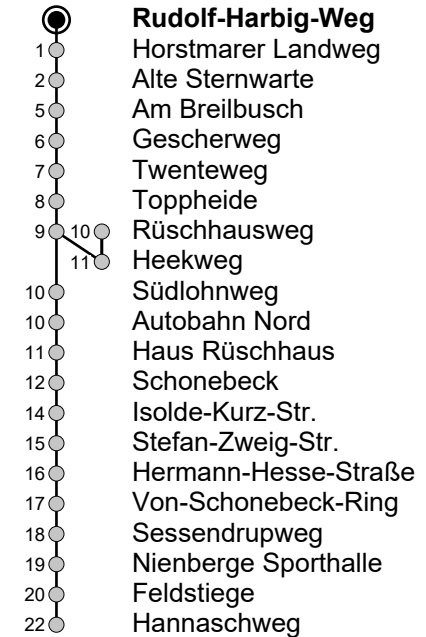 Rudolf-Harbig-Weg
1 Horstmarer Landweg
2 Alte Sternwarte
5 Am Breilbusch
6 Gescherweg
7 Twenteweg
8 Toppheide
9 10 Rüschhausweg
11 Heekweg
10 Südlohnweg
10 Autobahn Nord
11 Haus Rüschhaus
12 Schonebeck
14 Isolde-Kurz-Str.
15 Stefan-Zweig-Str.
16 Hermann-Hesse-Straße
17 Von-Schonebeck-Ring
18 Sessendrupweg
19 Nienberge Sporthalle
20 Feldstiege
22 Hannaschweg